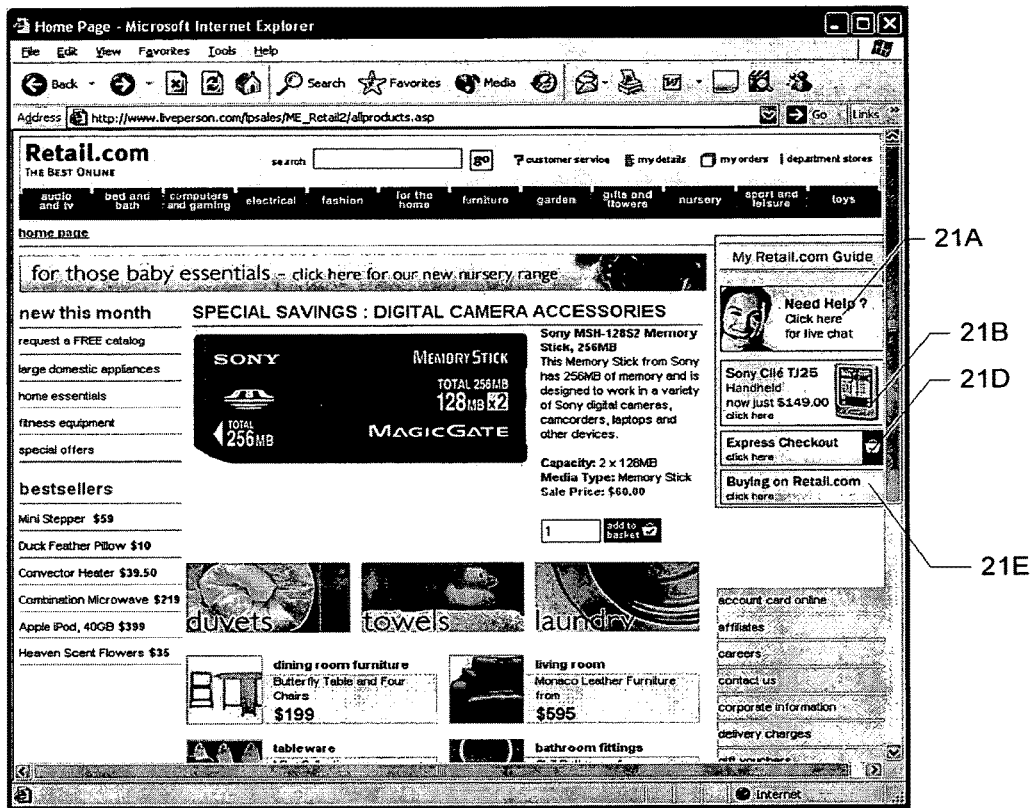 Home Page - Microsoft Internet Explorer
File Edit View Favorites Tools Help
Back Search Favorites Media
Address http://www.liveperson.com/lpsales/ME_Retail2/allproducts.asp Go Links
Retail.com
THE BEST ONLINE
search go ? customer service my details my orders department stores
audio and tv bed and bath computers and gaming electrical fashion for the home furniture garden gifts and flowers nursery sport and leisure toys
home page
for those baby essentials – click here for our new nursery range
new this month
request a FREE catalog
large domestic appliances
home essentials
fitness equipment
special offers
bestsellers
Mini Stepper $59
Duck Feather Pillow $10
Convector Heater $39.50
Combination Microwave $219
Apple iPod, 40GB $399
Heaven Scent Flowers $35
SPECIAL SAVINGS : DIGITAL CAMERA ACCESSORIES
SONY MEMORY STICK
TOTAL 256MB
128MB x2
TOTAL
256MB
MAGICGATE
Sony MSH-128S2 Memory
Stick, 256MB
This Memory Stick from Sony
has 256MB of memory and is
designed to work in a variety
of Sony digital cameras,
camcorders, laptops and
other devices.
Capacity: 2 x 128MB
Media Type: Memory Stick
Sale Price: $60.00
1 add to basket
duvets towels laundry
dining room furniture
Butterfly Table and Four
Chairs
$199
living room
Monaco Leather Furniture
from
$595
tableware
bathroom fittings
My Retail.com Guide
Need Help ?
Click here
for live chat
Sony Clié TJ25
Handheld
now just $149.00
click here
Express Checkout
click here
Buying on Retail.com
click here
account card online
affiliates
careers
contact us
corporate information
delivery charges
gift vouchers
Internet
21A
21B
21D
21E